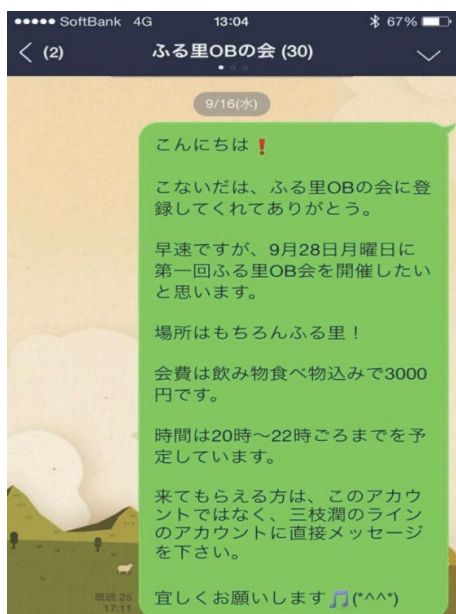 SoftBank 4G 13:04 67%
(2) ふる里OBの会 (30)
9/16(水)
こんにちは❗
こないだは、ふる里OBの会に登
録してくれてありがとう。
早速ですが、9月28日月曜日に
第一回ふる里OB会を開催したい
と思います。
場所はもちろんふる里！
会費は飲み物食べ物込みで3000
円です。
時間は20時〜22時ごろまでを予
定しています。
来てもらえる方は、このアカウ
ントではなく、三枝潤のライン
のアカウントに直接メッセージ
を下さい。
宜しくお願いします🎵(*^^*)
既読 25
17:11